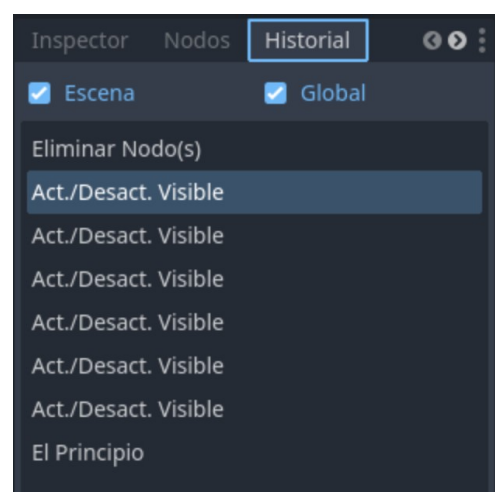 Inspector Nodos Historial
Escena Global
Eliminar Nodo(s)
Act./Desact. Visible
Act./Desact. Visible
Act./Desact. Visible
Act./Desact. Visible
Act./Desact. Visible
Act./Desact. Visible
El Principio